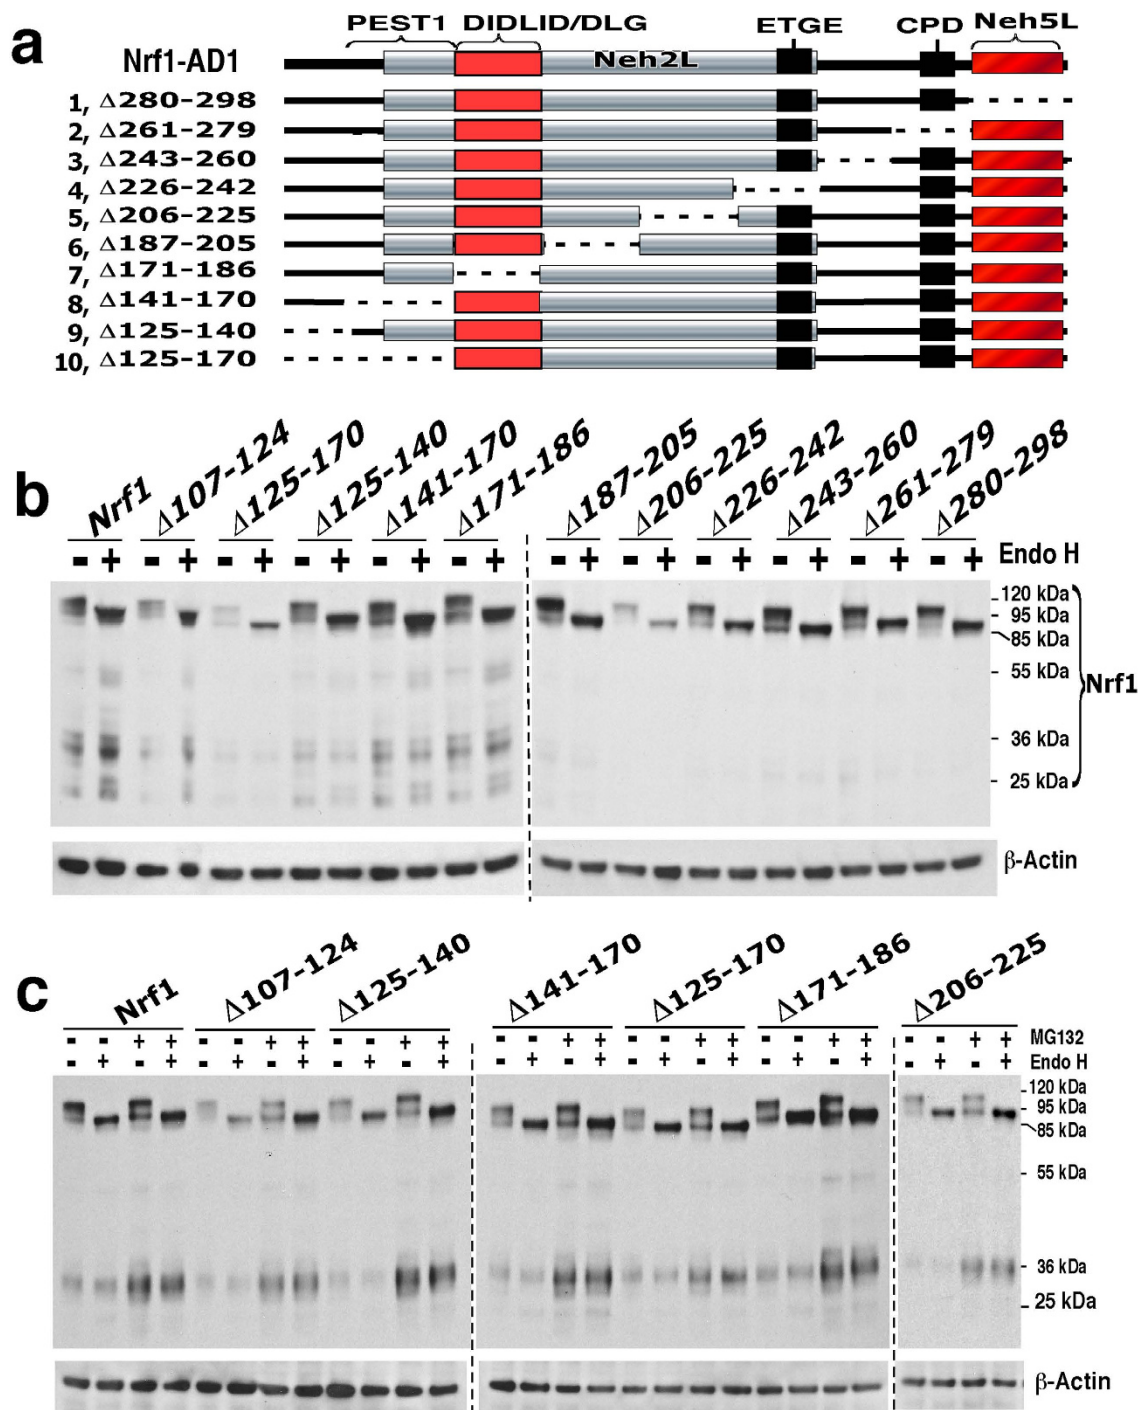 a
PEST1 DIDLID/DLG ETGE CPD Neh5L
Nrf1-AD1 Neh2L
1, Δ280-298
2, Δ261-279
3, Δ243-260
4, Δ226-242
5, Δ206-225
6, Δ187-205
7, Δ171-186
8, Δ141-170
9, Δ125-140
10, Δ125-170
b
Nrf1 Δ107-124 Δ125-170 Δ125-140 Δ141-170 Δ171-186 Δ187-205 Δ206-225 Δ226-242 Δ243-260 Δ261-279 Δ280-298
- + - + - + - + - + - + - + - + - + - + - + - + Endo H
120 kDa
95 kDa
85 kDa
55 kDa
Nrf1
36 kDa
25 kDa
β-Actin
c
Nrf1 Δ107-124 Δ125-140 Δ141-170 Δ125-170 Δ171-186 Δ206-225
- - + + - - + + - - + + - - + + - - + + - - + + - - + + MG132
- + - + - + - + - + - + - + - + - + - + - + - + - + - + Endo H
120 kDa
95 kDa
85 kDa
55 kDa
36 kDa
25 kDa
β-Actin